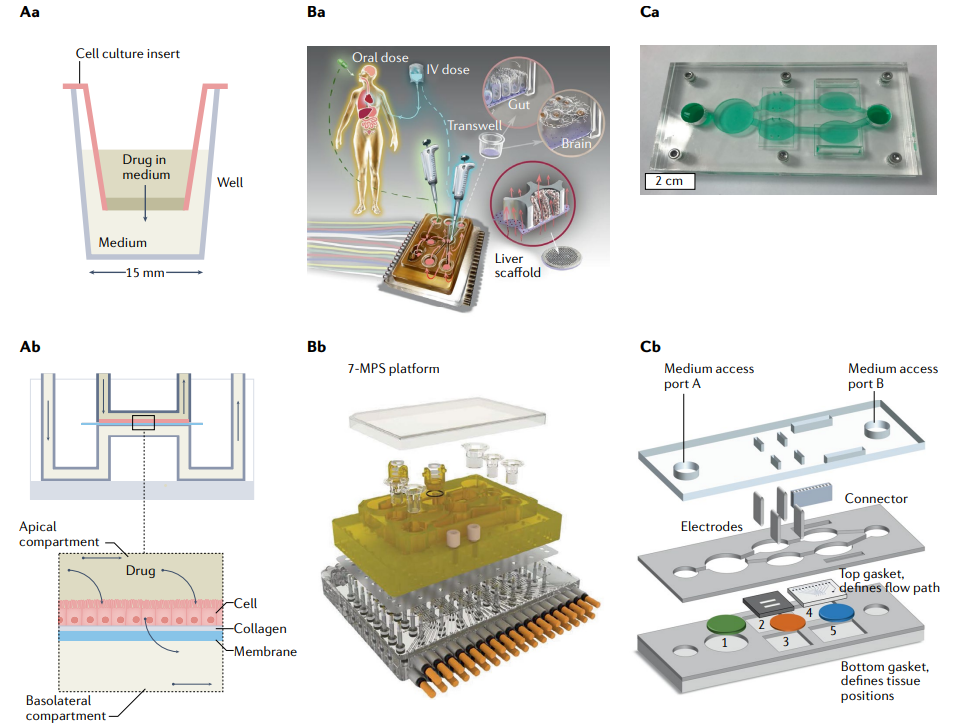 Aa
Cell culture insert
Drug in
medium
Well
Medium
15 mm
Ba
Oral dose
IV dose
Gut
Transwell
Brain
Liver
scaffold
Ca
2 cm
Ab
Apical
compartment
Drug
Cell
Collagen
Membrane
Basolateral
compartment
Bb
7-MPS platform
Cb
Medium access
port A
Medium access
port B
Connector
Electrodes
Top gasket,
defines flow path
1
2
3
4
5
Bottom gasket,
defines tissue
positions